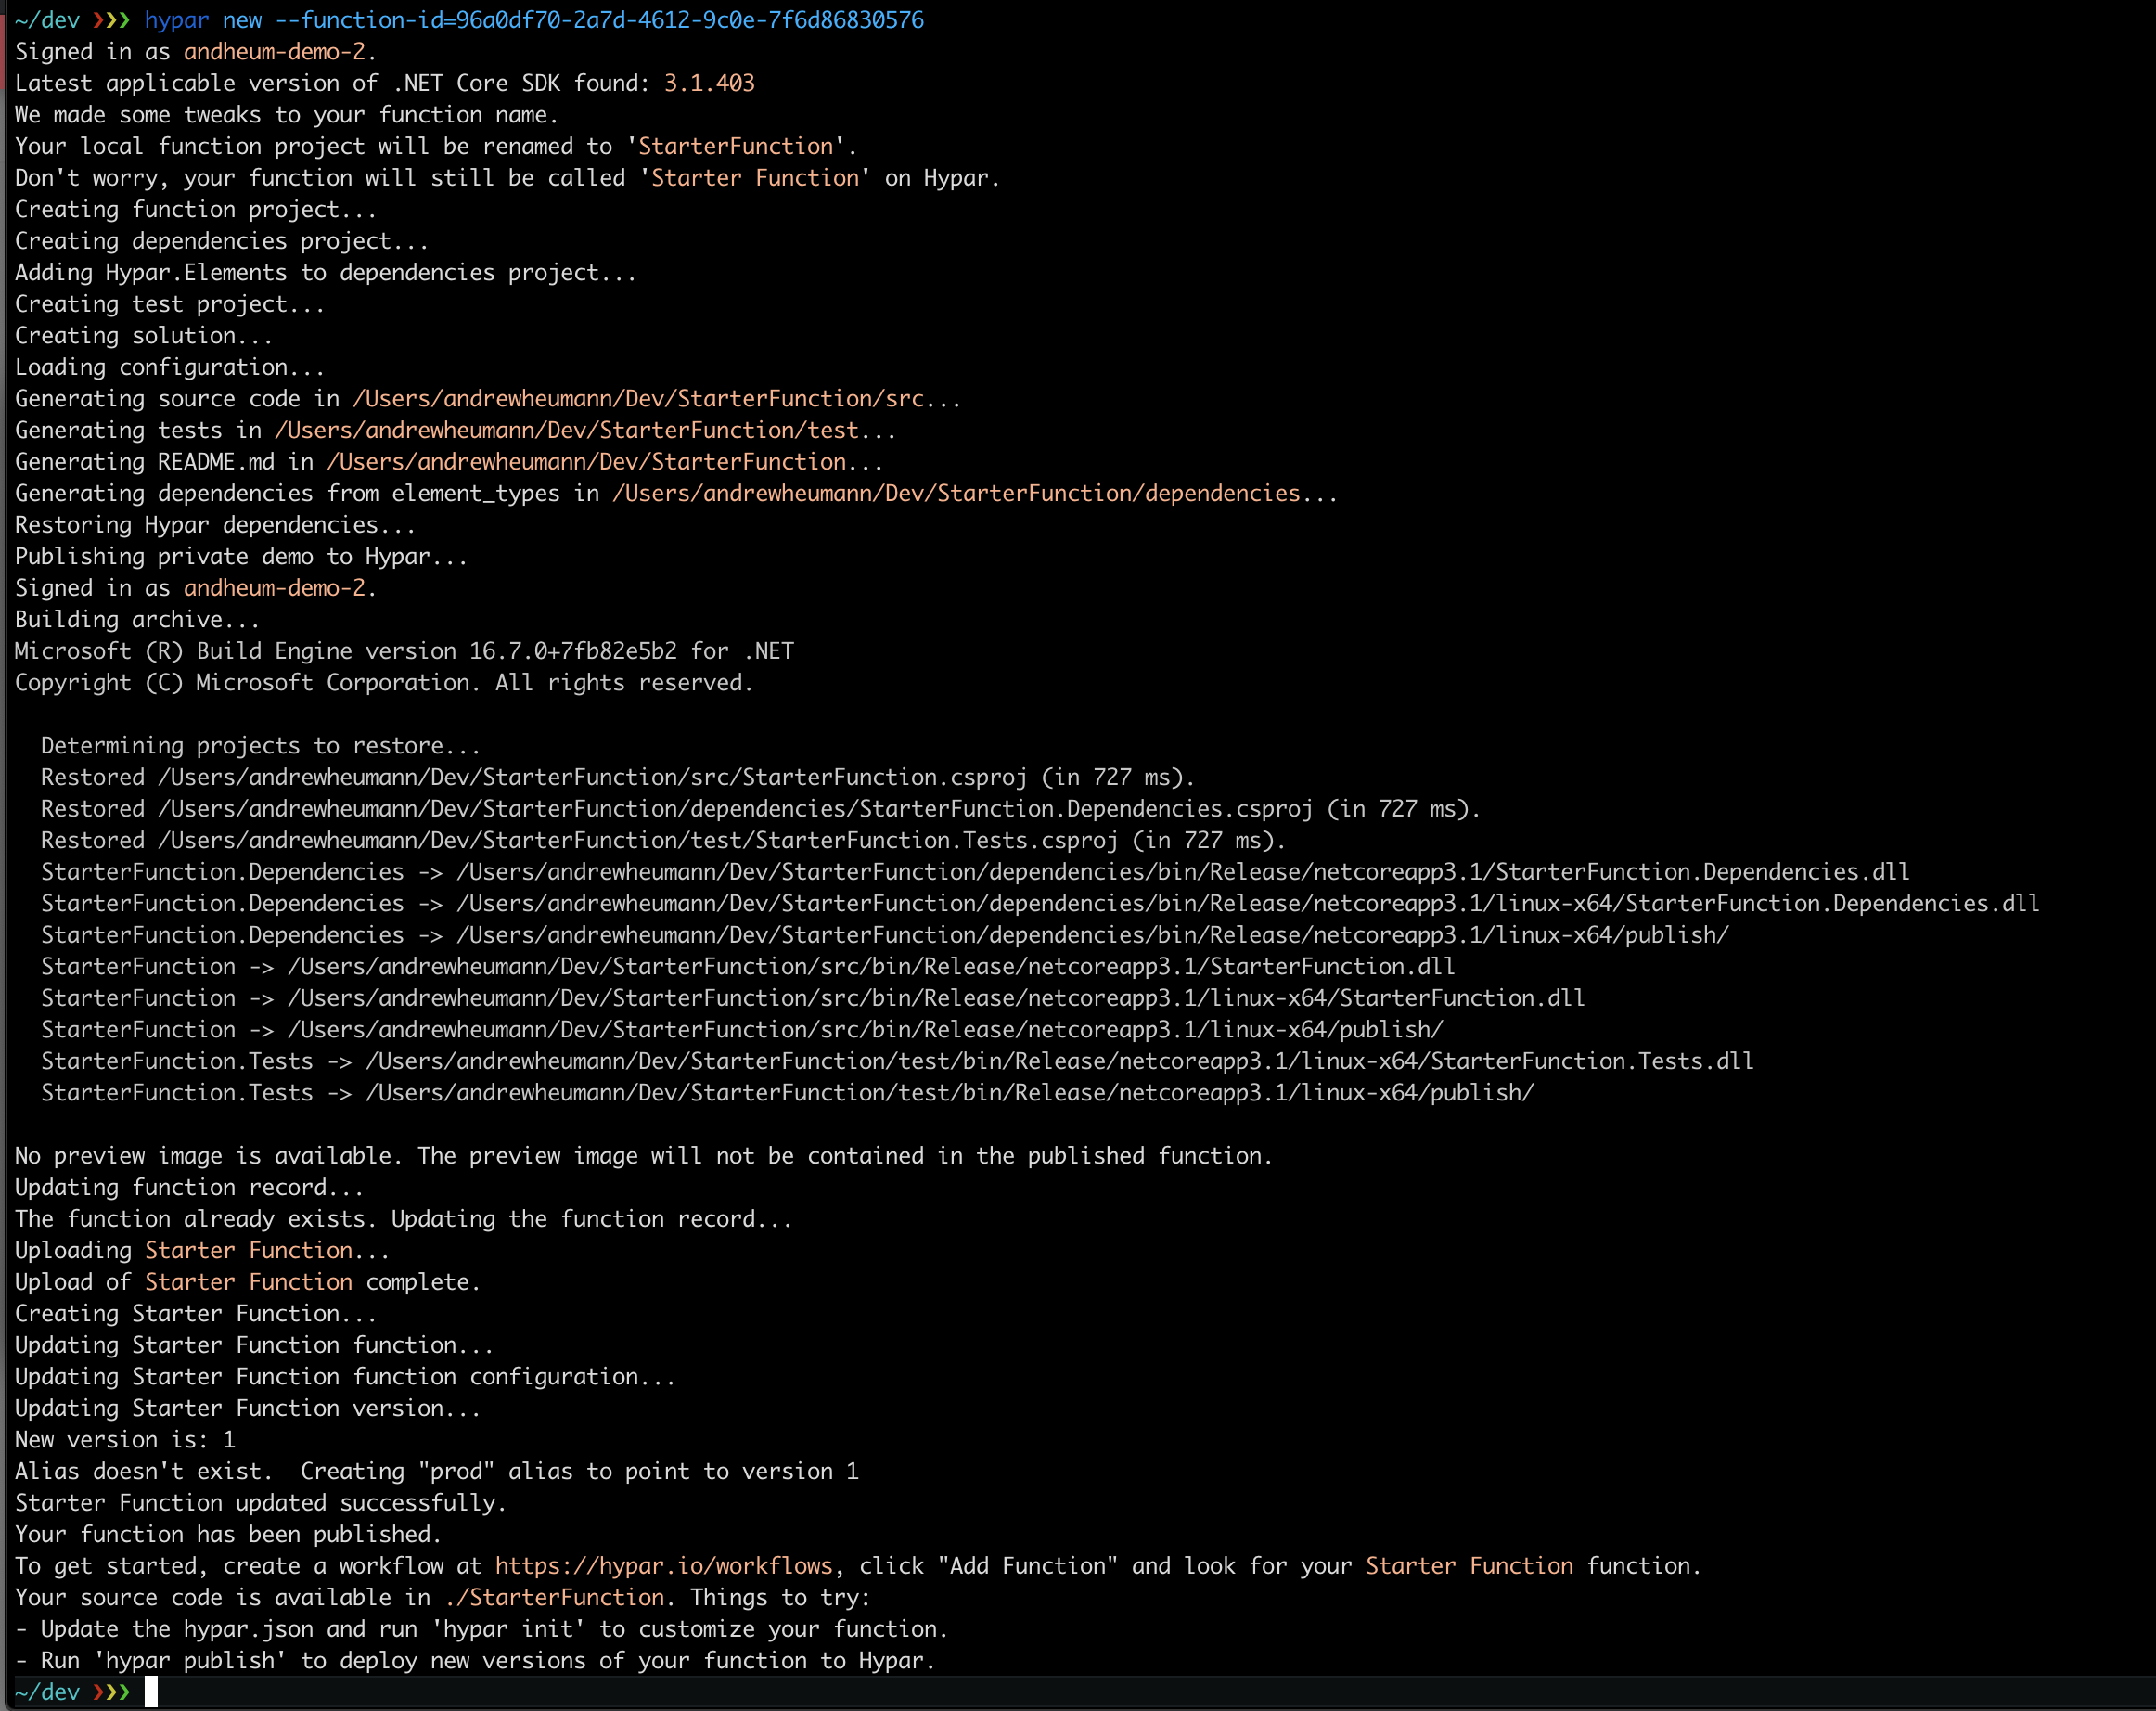 ~/dev ❯❯❯ hypar new --function-id=96a0df70-2a7d-4612-9c0e-7f6d86830576
Signed in as andheum-demo-2.
Latest applicable version of .NET Core SDK found: 3.1.403
We made some tweaks to your function name.
Your local function project will be renamed to 'StarterFunction'.
Don't worry, your function will still be called 'Starter Function' on Hypar.
Creating function project...
Creating dependencies project...
Adding Hypar.Elements to dependencies project...
Creating test project...
Creating solution...
Loading configuration...
Generating source code in /Users/andrewheumann/Dev/StarterFunction/src...
Generating tests in /Users/andrewheumann/Dev/StarterFunction/test...
Generating README.md in /Users/andrewheumann/Dev/StarterFunction...
Generating dependencies from element_types in /Users/andrewheumann/Dev/StarterFunction/dependencies...
Restoring Hypar dependencies...
Publishing private demo to Hypar...
Signed in as andheum-demo-2.
Building archive...
Microsoft (R) Build Engine version 16.7.0+7fb82e5b2 for .NET
Copyright (C) Microsoft Corporation. All rights reserved.
Determining projects to restore...
Restored /Users/andrewheumann/Dev/StarterFunction/src/StarterFunction.csproj (in 727 ms).
Restored /Users/andrewheumann/Dev/StarterFunction/dependencies/StarterFunction.Dependencies.csproj (in 727 ms).
Restored /Users/andrewheumann/Dev/StarterFunction/test/StarterFunction.Tests.csproj (in 727 ms).
StarterFunction.Dependencies -> /Users/andrewheumann/Dev/StarterFunction/dependencies/bin/Release/netcoreapp3.1/StarterFunction.Dependencies.dll
StarterFunction.Dependencies -> /Users/andrewheumann/Dev/StarterFunction/dependencies/bin/Release/netcoreapp3.1/linux-x64/StarterFunction.Dependencies.dll
StarterFunction.Dependencies -> /Users/andrewheumann/Dev/StarterFunction/dependencies/bin/Release/netcoreapp3.1/linux-x64/publish/
StarterFunction -> /Users/andrewheumann/Dev/StarterFunction/src/bin/Release/netcoreapp3.1/StarterFunction.dll
StarterFunction -> /Users/andrewheumann/Dev/StarterFunction/src/bin/Release/netcoreapp3.1/linux-x64/StarterFunction.dll
StarterFunction -> /Users/andrewheumann/Dev/StarterFunction/src/bin/Release/netcoreapp3.1/linux-x64/publish/
StarterFunction.Tests -> /Users/andrewheumann/Dev/StarterFunction/test/bin/Release/netcoreapp3.1/linux-x64/StarterFunction.Tests.dll
StarterFunction.Tests -> /Users/andrewheumann/Dev/StarterFunction/test/bin/Release/netcoreapp3.1/linux-x64/publish/
No preview image is available. The preview image will not be contained in the published function.
Updating function record...
The function already exists. Updating the function record...
Uploading Starter Function...
Upload of Starter Function complete.
Creating Starter Function...
Updating Starter Function function...
Updating Starter Function function configuration...
Updating Starter Function version...
New version is: 1
Alias doesn't exist.  Creating "prod" alias to point to version 1
Starter Function updated successfully.
Your function has been published.
To get started, create a workflow at https://hypar.io/workflows, click "Add Function" and look for your Starter Function function.
Your source code is available in ./StarterFunction. Things to try:
- Update the hypar.json and run 'hypar init' to customize your function.
- Run 'hypar publish' to deploy new versions of your function to Hypar.
~/dev ❯❯❯